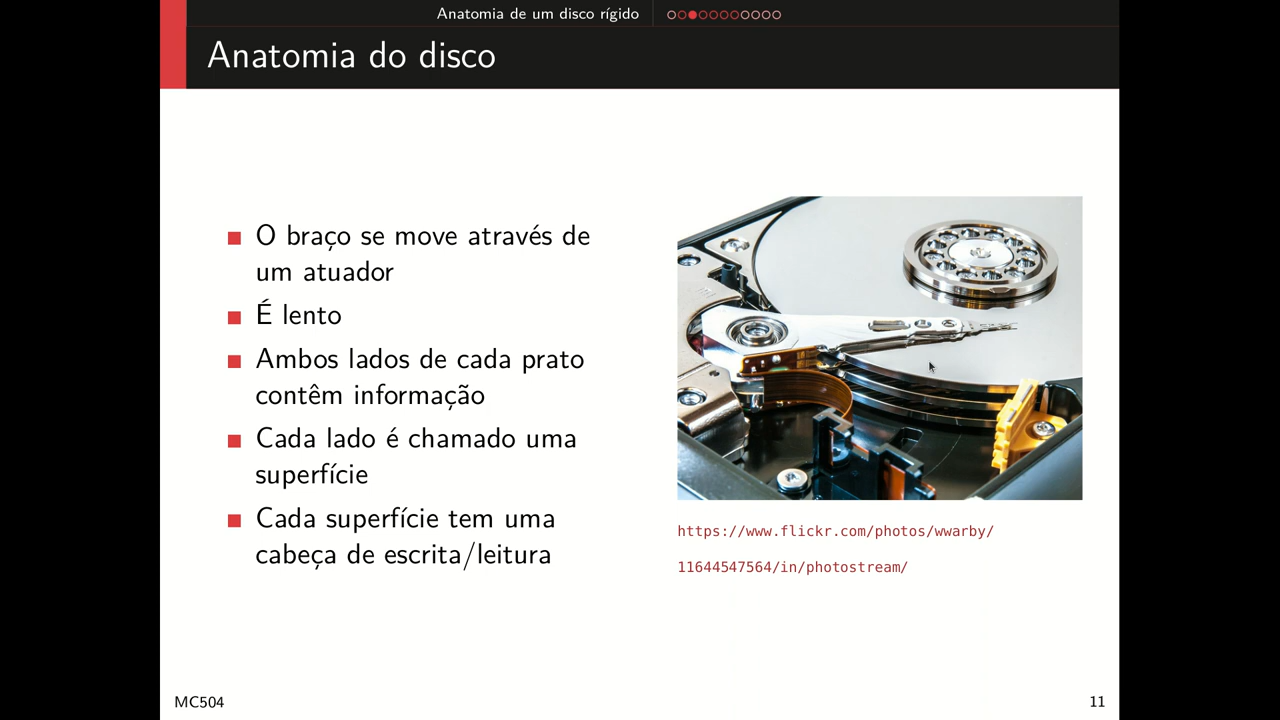 Anatomia de um disco rígido
Anatomia do disco
O braço se move através de
um atuador
É lento
Ambos lados de cada prato
contêm informação
Cada lado é chamado uma
superfície
Cada superfície tem uma
cabeça de escrita/leitura
https://www.flickr.com/photos/wwarby/
11644547564/in/photostream/
MC504
11